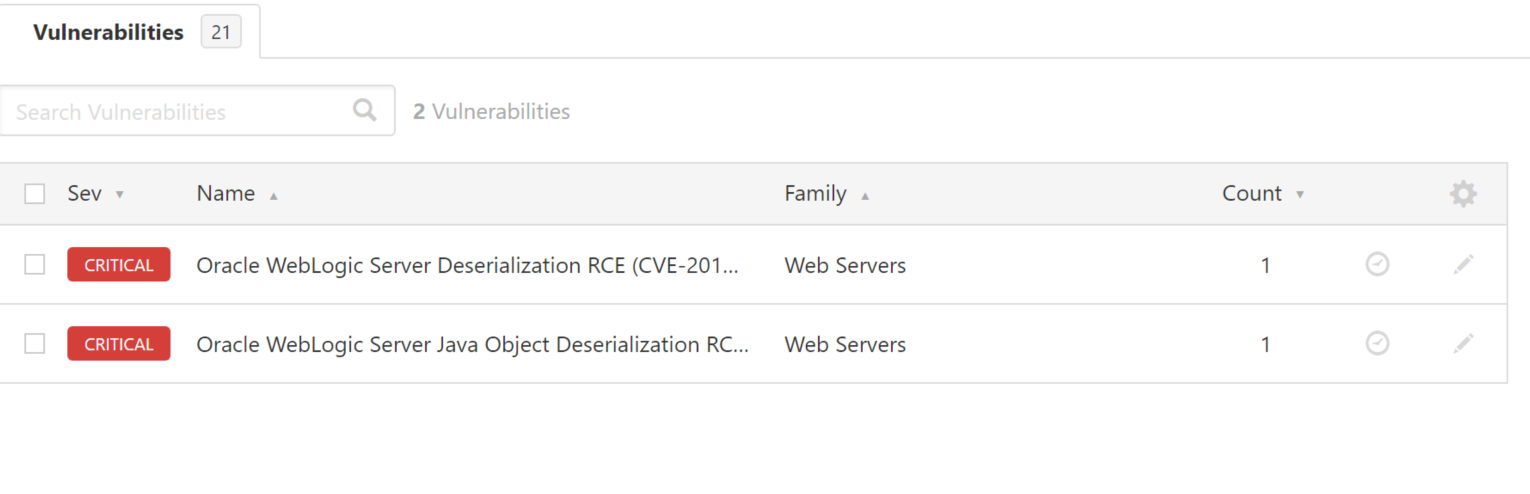 Vulnerabilities 21
Search Vulnerabilities 2 Vulnerabilities
Sev Name Family Count
CRITICAL Oracle WebLogic Server Deserialization RCE (CVE-201... Web Servers 1
CRITICAL Oracle WebLogic Server Java Object Deserialization RC... Web Servers 1